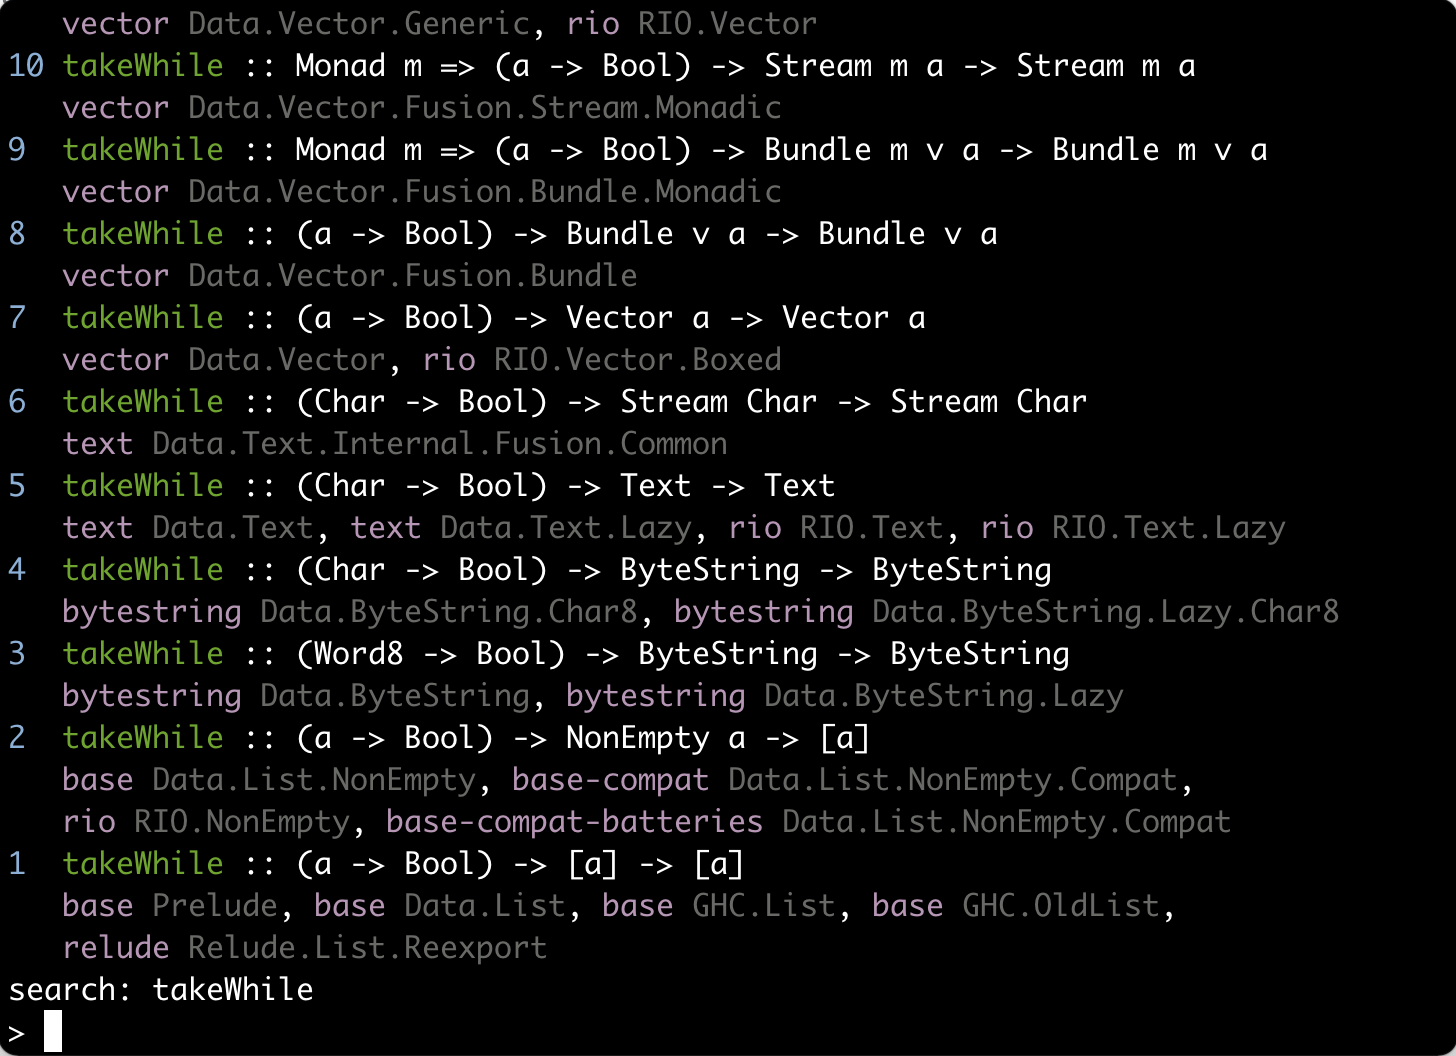 vector Data.Vector.Generic, rio RIO.Vector
10 takeWhile :: Monad m => (a -> Bool) -> Stream m a -> Stream m a
vector Data.Vector.Fusion.Stream.Monadic
9 takeWhile :: Monad m => (a -> Bool) -> Bundle m v a -> Bundle m v a
vector Data.Vector.Fusion.Bundle.Monadic
8 takeWhile :: (a -> Bool) -> Bundle v a -> Bundle v a
vector Data.Vector.Fusion.Bundle
7 takeWhile :: (a -> Bool) -> Vector a -> Vector a
vector Data.Vector, rio RIO.Vector.Boxed
6 takeWhile :: (Char -> Bool) -> Stream Char -> Stream Char
text Data.Text.Internal.Fusion.Common
5 takeWhile :: (Char -> Bool) -> Text -> Text
text Data.Text, text Data.Text.Lazy, rio RIO.Text, rio RIO.Text.Lazy
4 takeWhile :: (Char -> Bool) -> ByteString -> ByteString
bytestring Data.ByteString.Char8, bytestring Data.ByteString.Lazy.Char8
3 takeWhile :: (Word8 -> Bool) -> ByteString -> ByteString
bytestring Data.ByteString, bytestring Data.ByteString.Lazy
2 takeWhile :: (a -> Bool) -> NonEmpty a -> [a]
base Data.List.NonEmpty, base-compat Data.List.NonEmpty.Compat,
rio RIO.NonEmpty, base-compat-batteries Data.List.NonEmpty.Compat
1 takeWhile :: (a -> Bool) -> [a] -> [a]
base Prelude, base Data.List, base GHC.List, base GHC.OldList,
relude Relude.List.Reexport
search: takeWhile
>